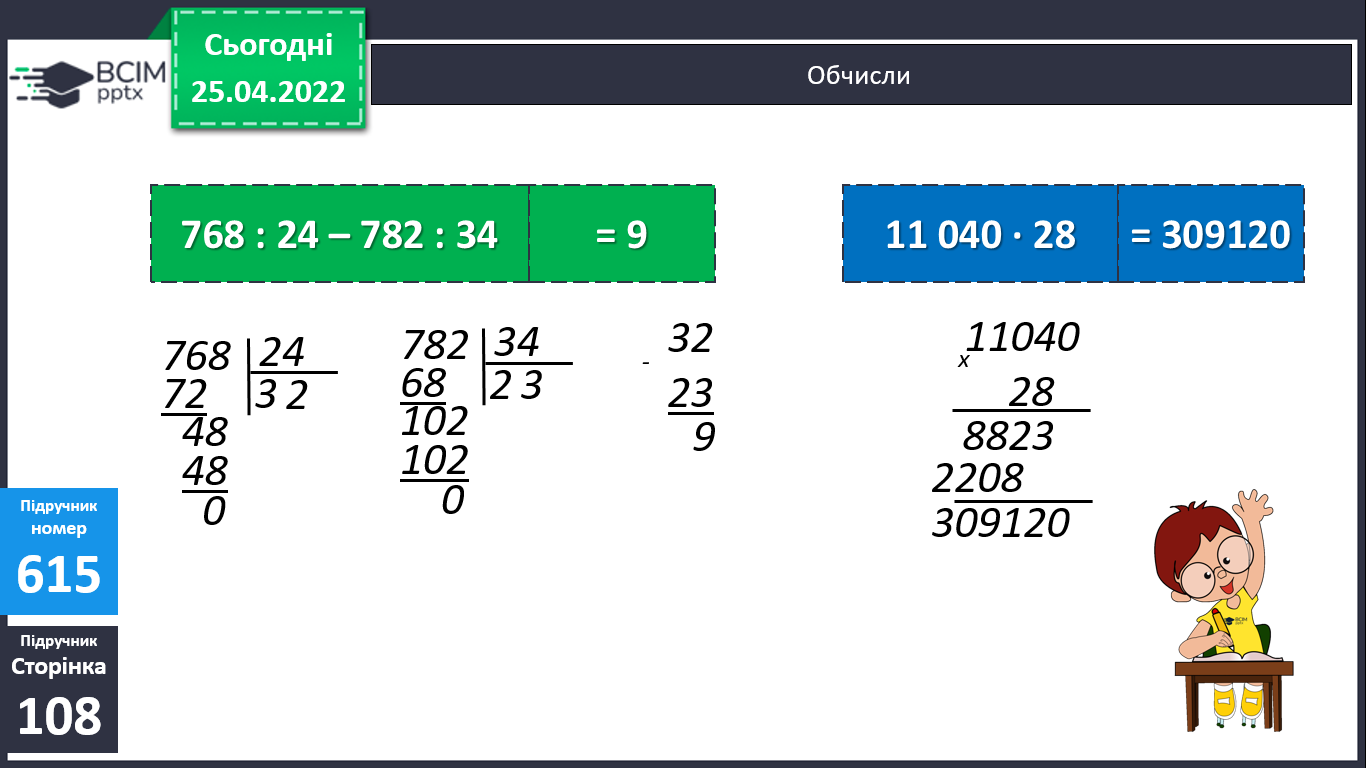 Сьогодні
25.04.2022
ВСІМ
pptx
Обчисли
768 : 24 – 782 : 34 = 9
11 040 · 28 = 309120
768 24
72 3 2
48
48
0
782 34
68 2 3
102
102
0
32
-
23
9
11040
х
28
8823
2208
309120
Підручник
номер
615
Підручник
Сторінка
108
ВСІМ
pptx